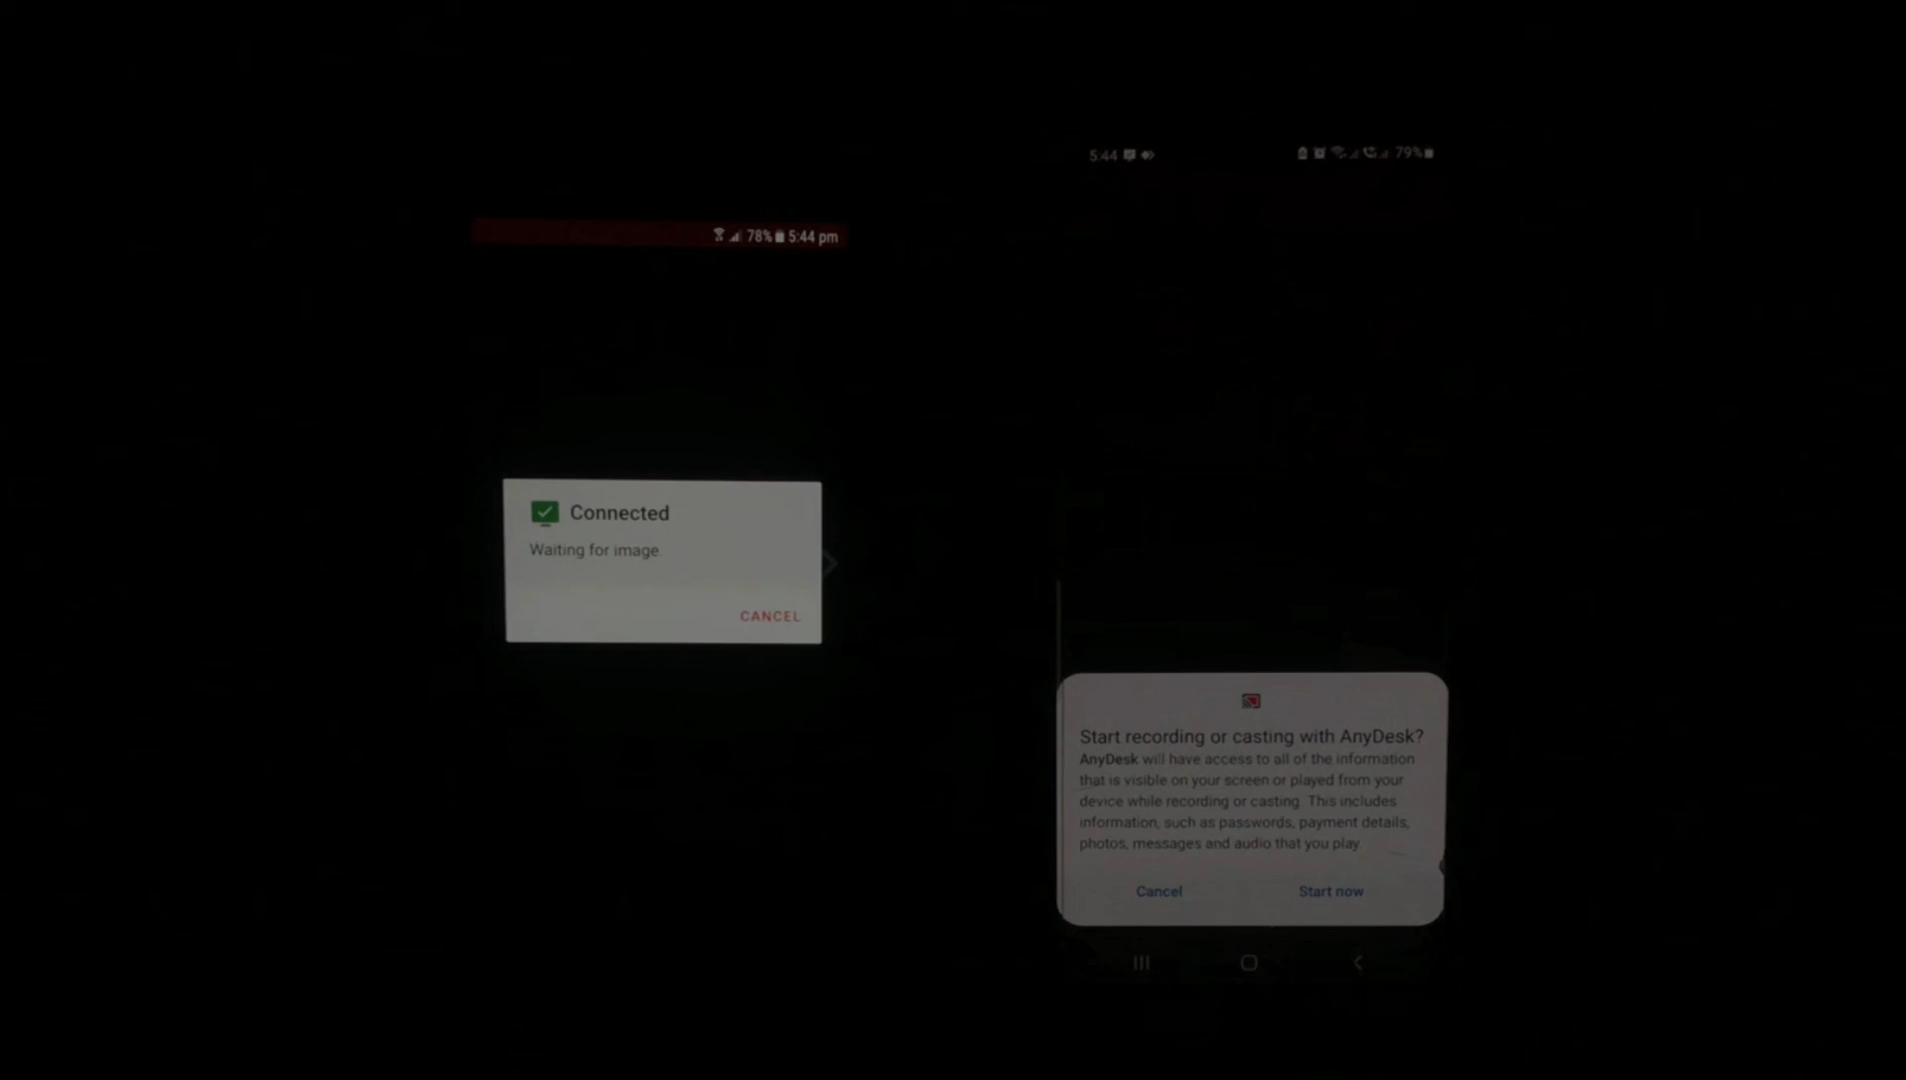 78% 5:44 pm
Connected
Waiting for image.
CANCEL
5:44
79%
Start recording or casting with AnyDesk?
AnyDesk will have access to all of the information
that is visible on your screen or played from your
device while recording or casting. This includes
information, such as passwords, payment details,
photos, messages and audio that you play.
Cancel Start now